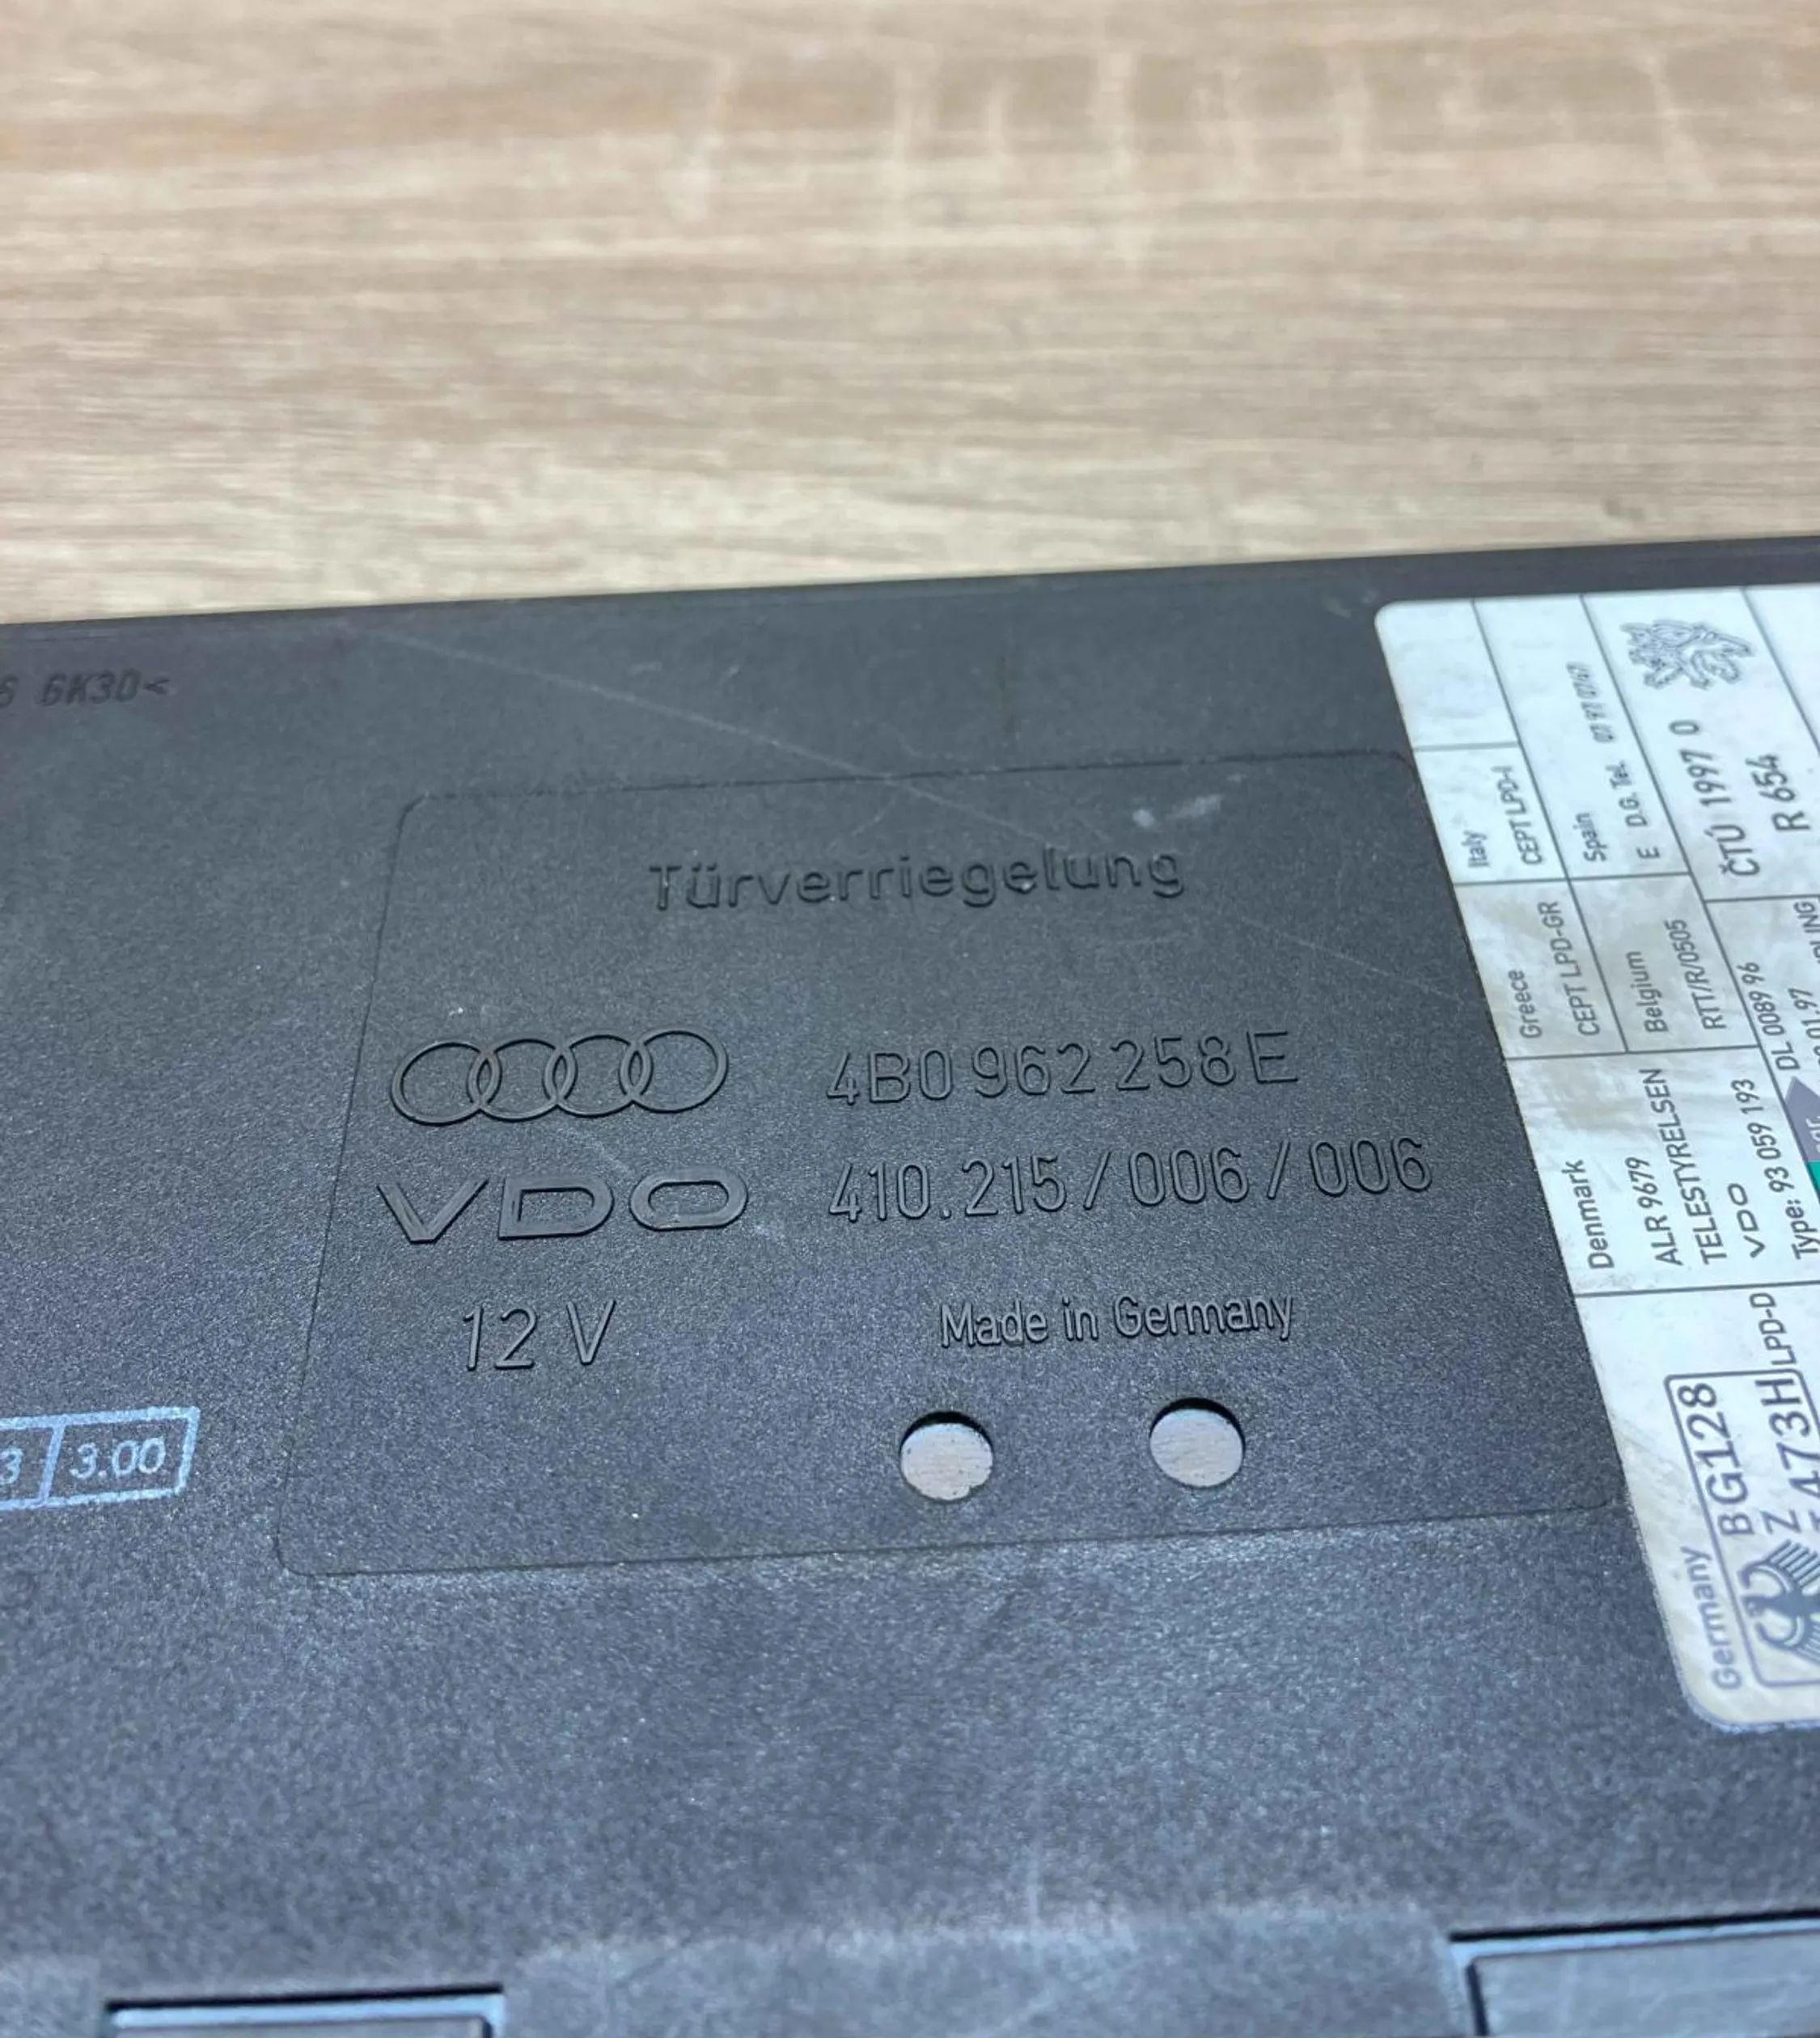 6K30<
Türverriegelung
4B0 962 258 E
VDO 410.215/006/006
12 V Made in Germany
3 3.00
Italy
CEPT LPD-I
Spain
E D.G. Tel.
ČTÚ 1997 0
R 654
Greece
CEPT LPD-GR
Belgium
RTT/R/0505
DL 0089 96
Denmark
ALR 9679
TELESTYRELSEN
VDO
Type: 93 059 193
Germany
BG128
LPD-D